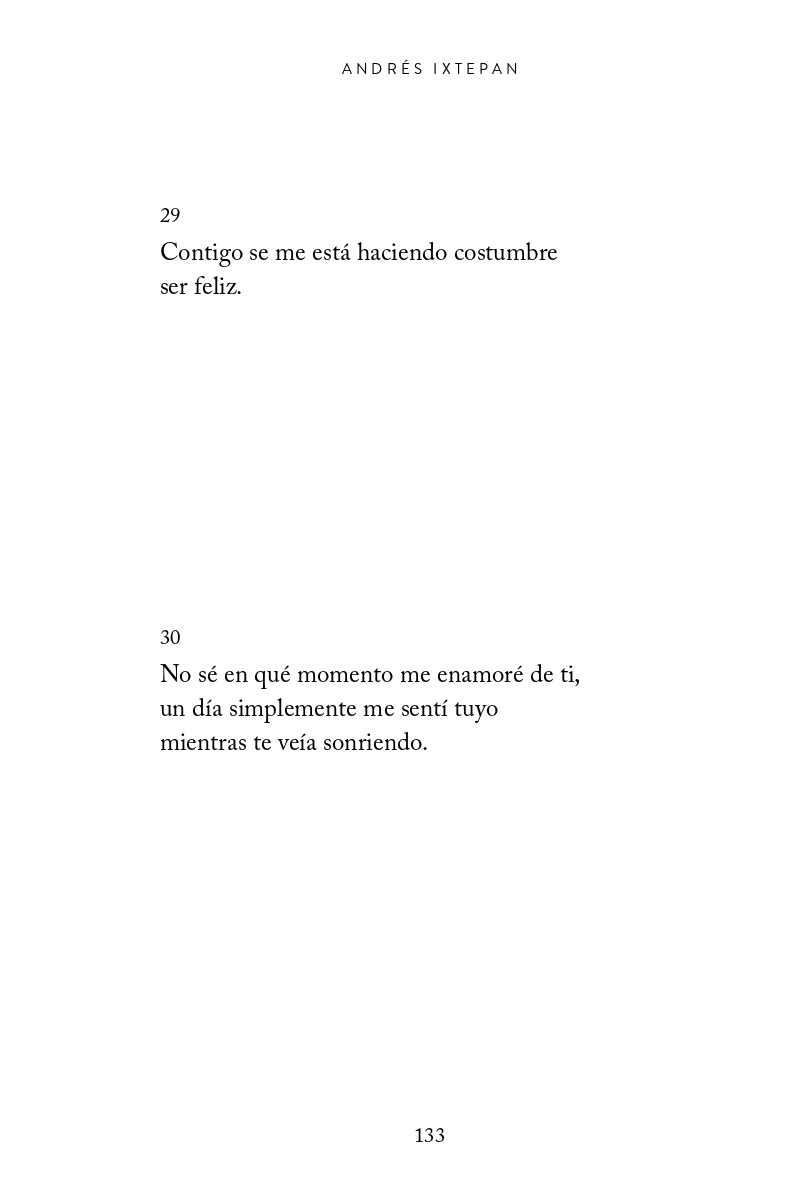 ANDRÉS IXTEPAN
29
Contigo se me está haciendo costumbre
ser feliz.
30
No sé en qué momento me enamoré de ti,
un día simplemente me sentí tuyo
mientras te veía sonriendo.
133